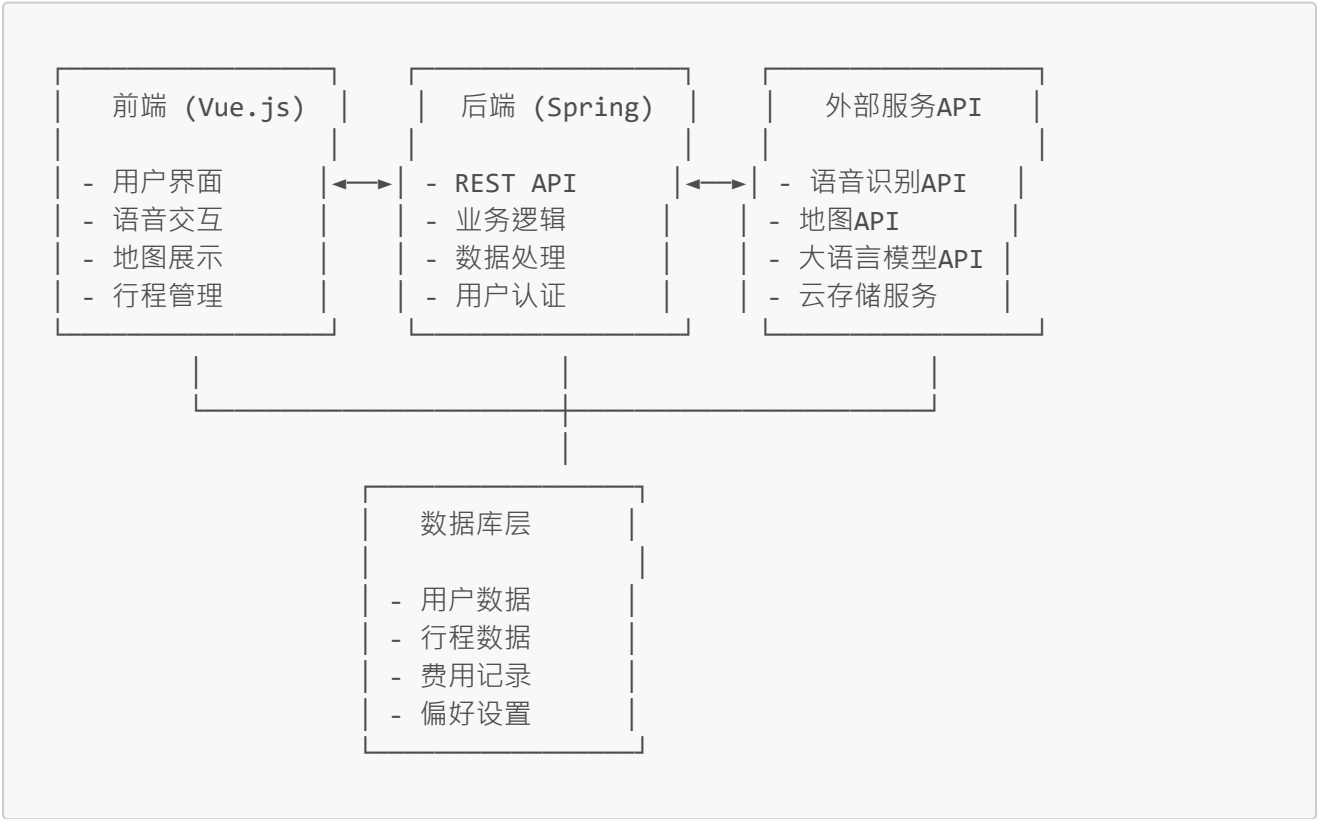 前端 (Vue.js) 后端 (Spring) 外部服务API
- 用户界面 - REST API - 语音识别API
- 语音交互 - 业务逻辑 - 地图API
- 地图展示 - 数据处理 - 大语言模型API
- 行程管理 - 用户认证 - 云存储服务
数据库层
- 用户数据
- 行程数据
- 费用记录
- 偏好设置